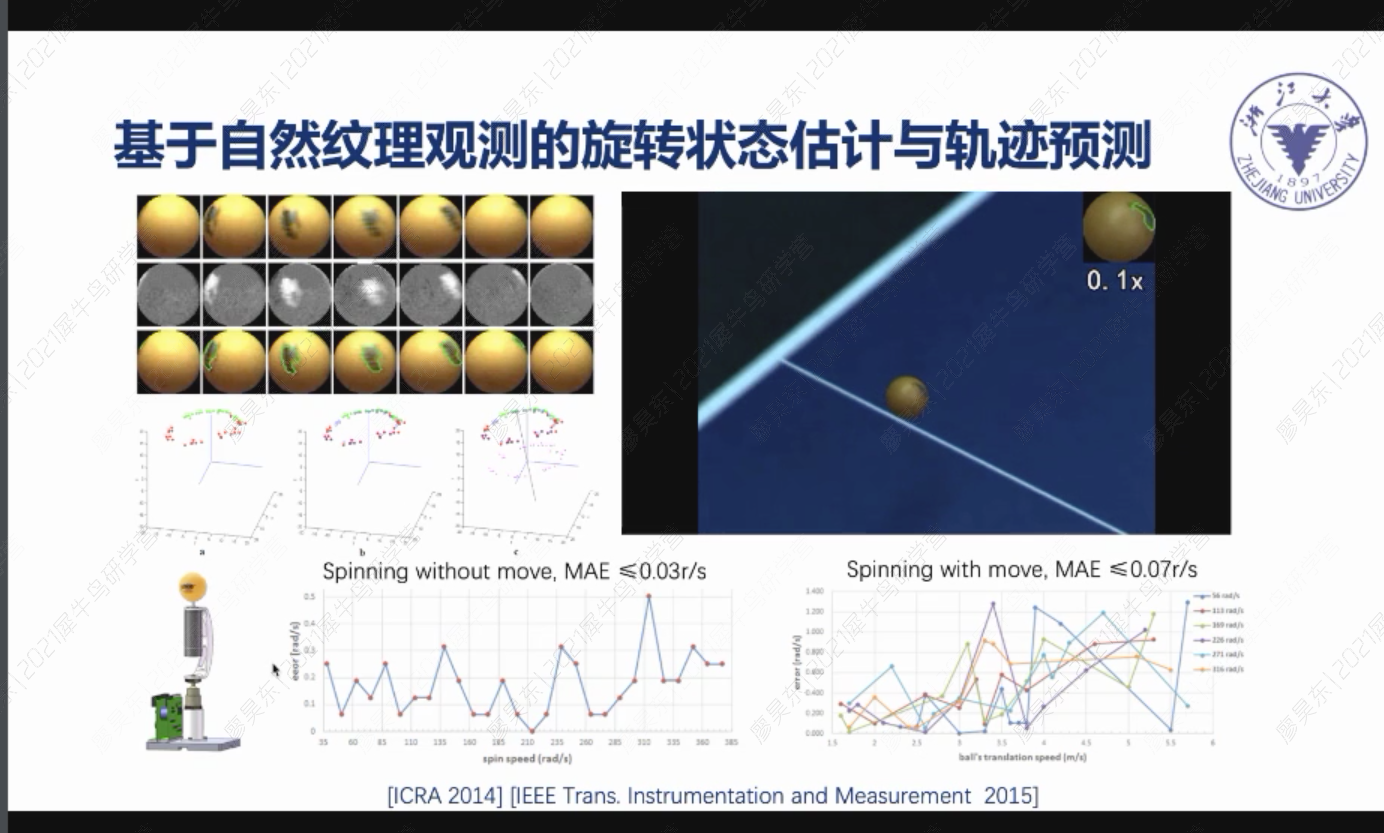 基于自然纹理观测的旋转状态估计与轨迹预测
浙江大学
ZHEJIANG UNIVERSITY
1897
0.1x
a
b
c
Spinning without move, MAE ≤0.03r/s
0.5
0.4
0.3
0.2
0.1
0
35 60 85 110 135 160 185 210 235 260 285 310 335 360 385
spin speed (rad/s)
eeor (rad/s)
Spinning with move, MAE ≤0.07r/s
1.400
1.200
1.000
0.800
0.600
0.400
0.200
0.000
1.5 2 2.5 3 3.5 4 4.5 5 5.5 6
ball's translation speed (m/s)
error (rad/s)
56 rad/s
113 rad/s
169 rad/s
226 rad/s
271 rad/s
316 rad/s
[ICRA 2014] [IEEE Trans. Instrumentation and Measurement 2015]
廖昊东|2021犀牛鸟研学营